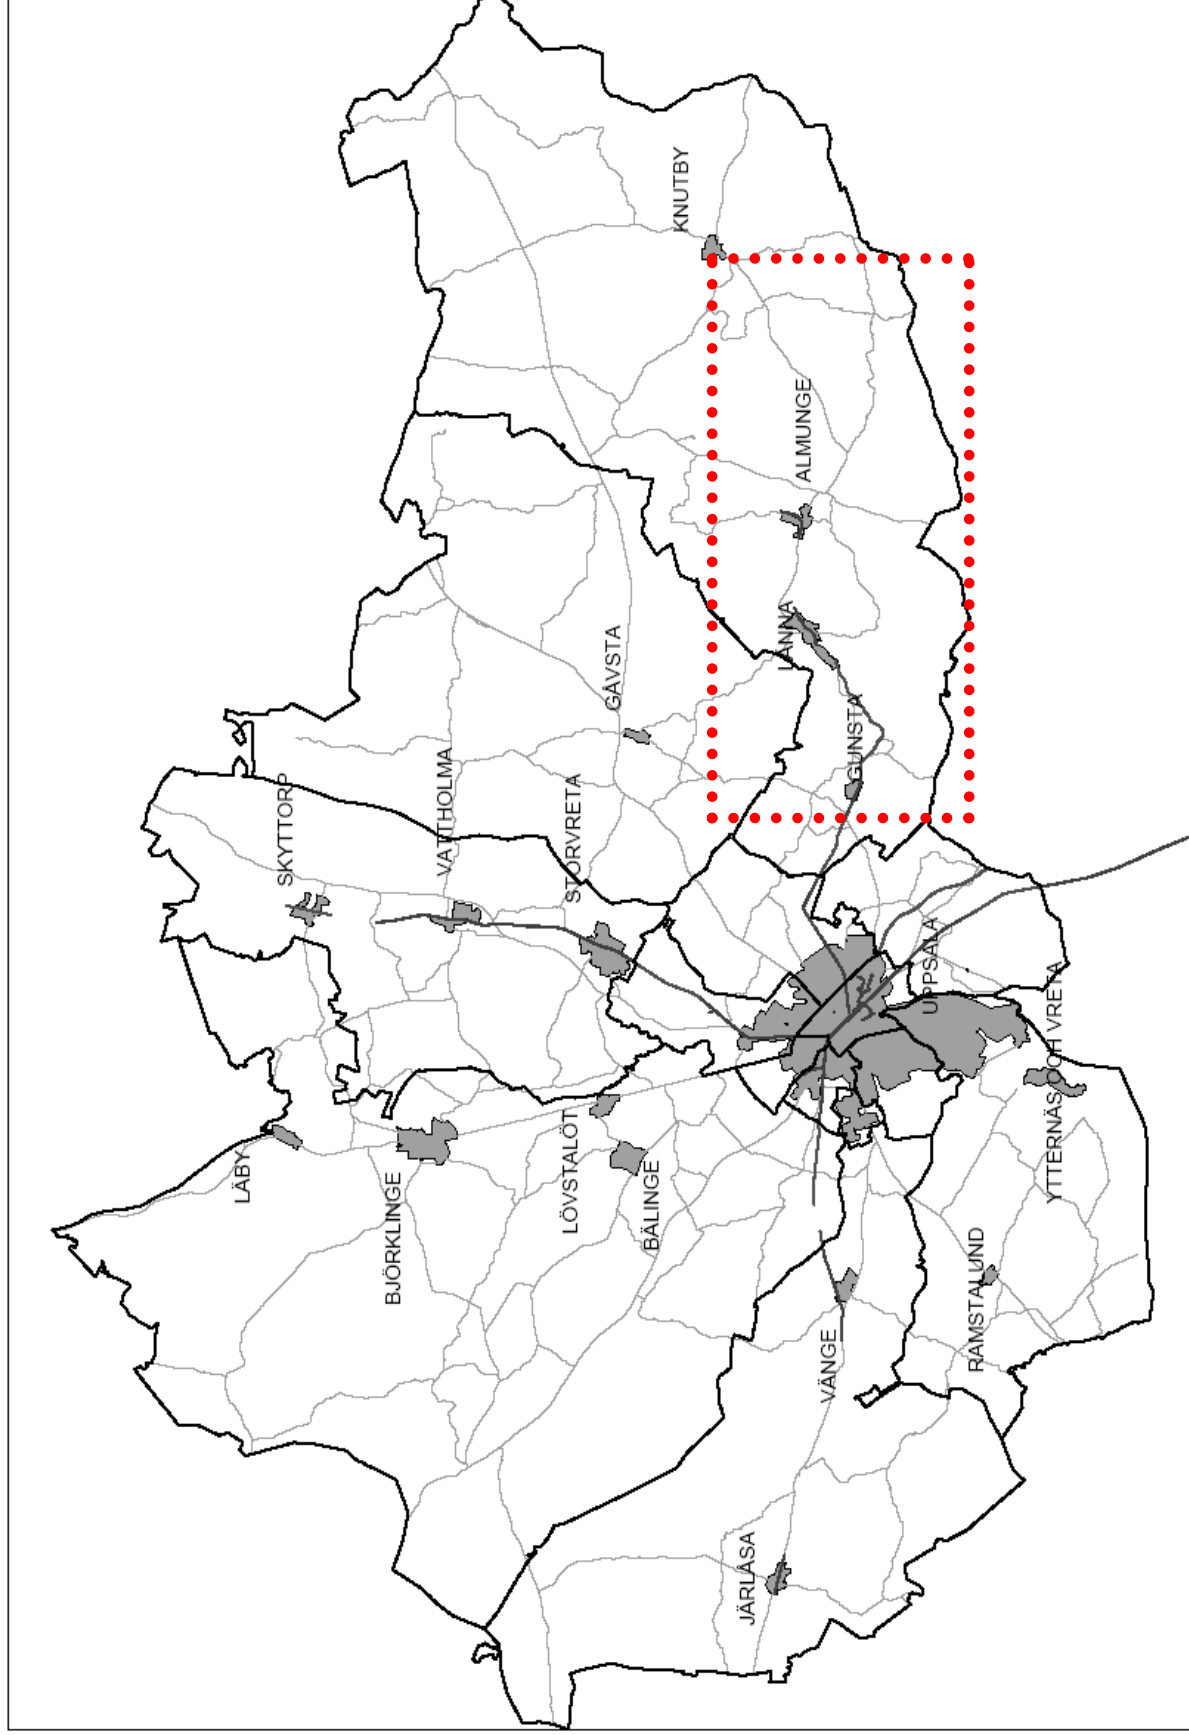 LÄBY
SKYTTORP
BJÖRKLINGE
VATTHOLMA
LÖVSTALÖT
STORVRETA
GÅVSTA
BÄLINGE
KNUTBY
JÄRLÅSA
LÄNNA
ALMUNGE
VÄNGE
GUNSTA
UPPSALA
RAMSTALUND
YTTERNÄS OCH VRETA